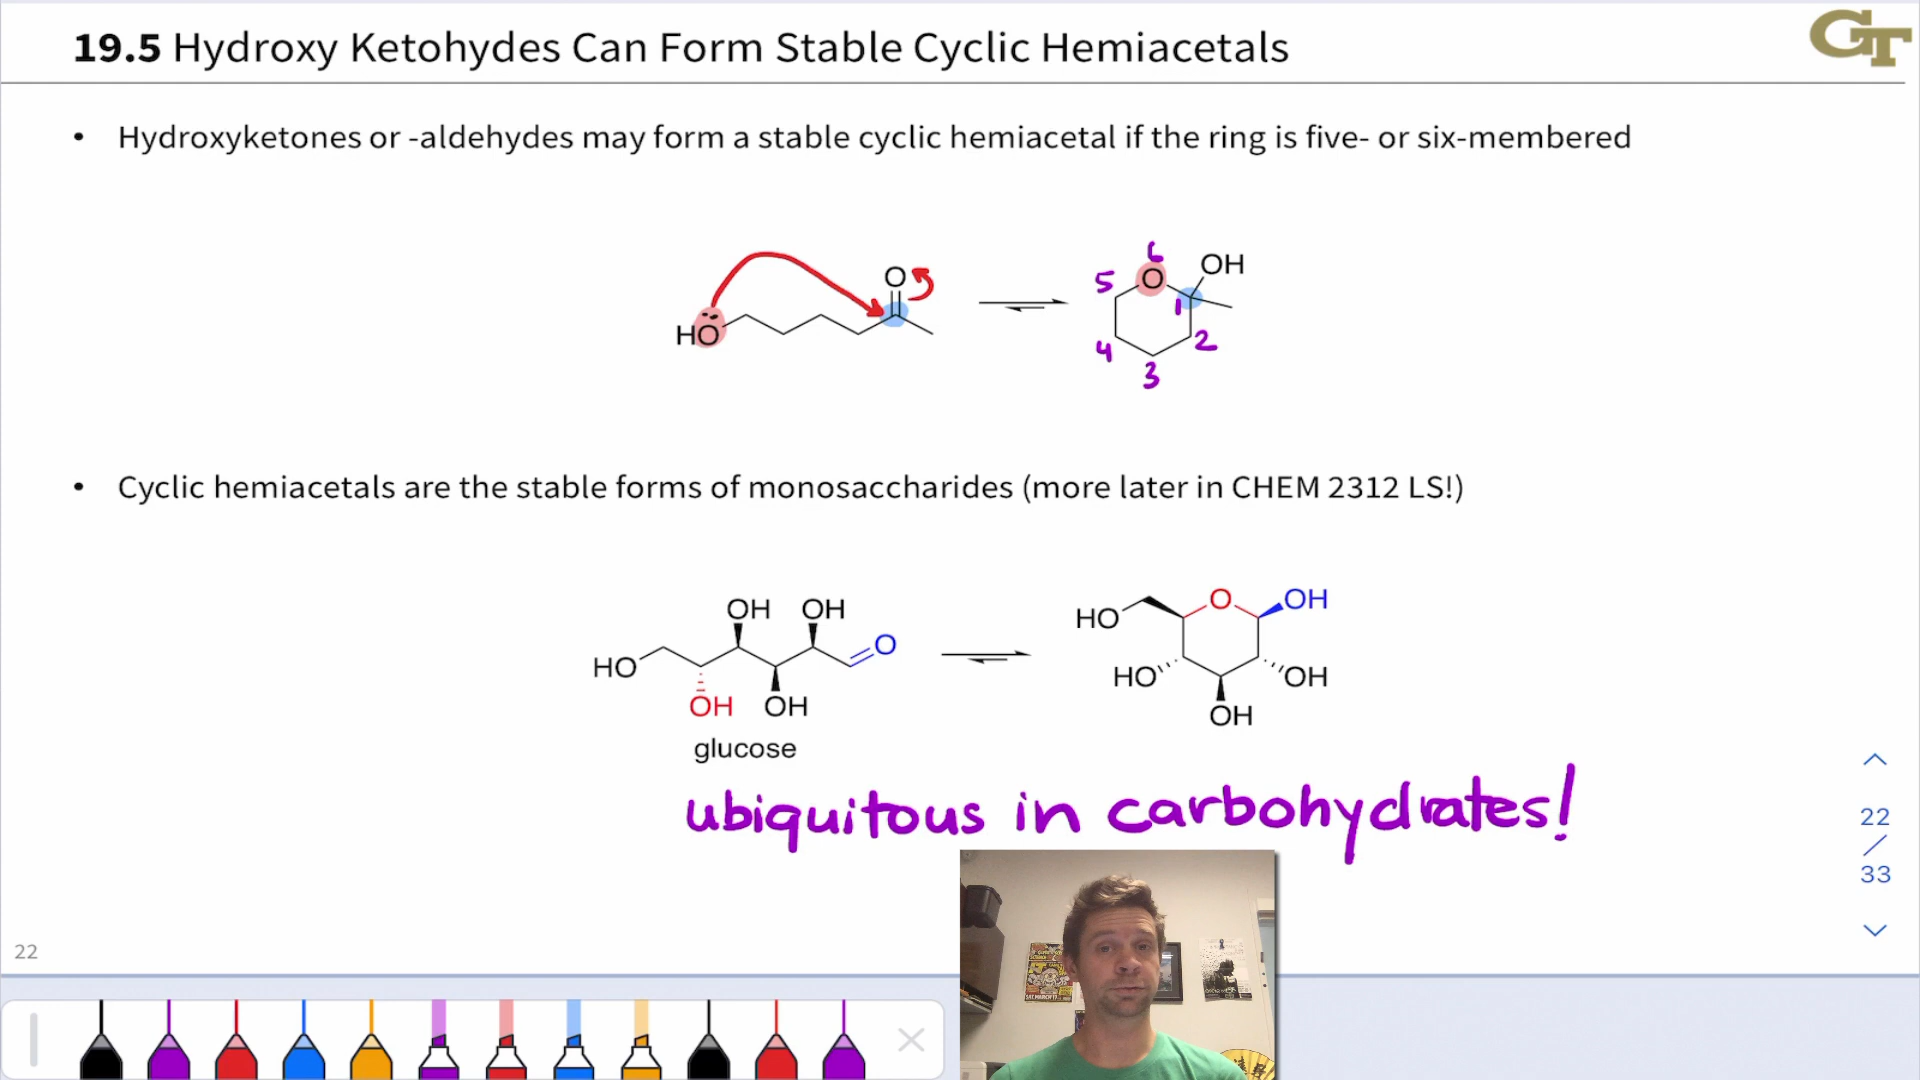 19.5 Hydroxy Ketohydes Can Form Stable Cyclic Hemiacetals
GT
• Hydroxyketones or -aldehydes may form a stable cyclic hemiacetal if the ring is five- or six-membered
6
O
OH
5
O
1
HO
4
2
3
• Cyclic hemiacetals are the stable forms of monosaccharides (more later in CHEM 2312 LS!)
OH OH
O
OH
HO
O
HO
HO
OH
OH OH
OH
glucose
ubiquitous in carbohydrates!
22
/
33
22